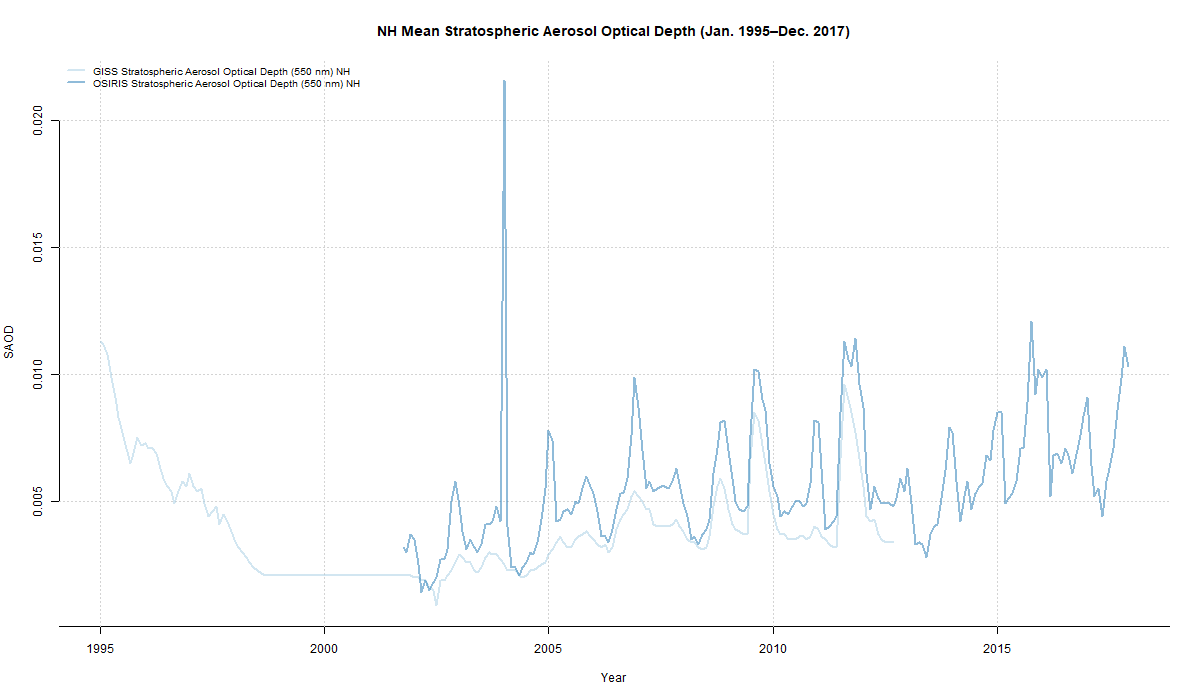 NH Mean Stratospheric Aerosol Optical Depth (Jan. 1995–Dec. 2017)
GISS Stratospheric Aerosol Optical Depth (550 nm) NH
OSIRIS Stratospheric Aerosol Optical Depth (550 nm) NH
0.020
0.015
0.010
0.005
SAOD
1995 2000 2005 2010 2015
Year